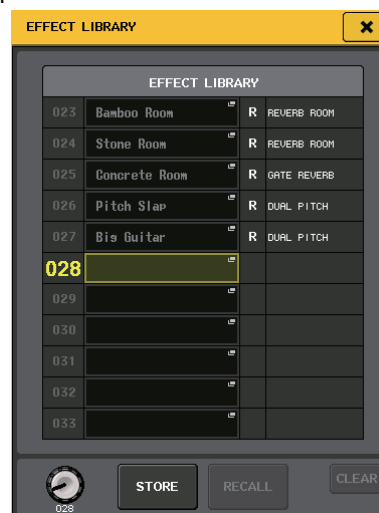 EFFECT LIBRARY
EFFECT LIBRARY
023 Bamboo Room R REVERB ROOM
024 Stone Room R REVERB ROOM
025 Concrete Room R GATE REVERB
026 Pitch Slap R DUAL PITCH
027 Big Guitar R DUAL PITCH
028
029
030
031
032
033
028 STORE RECALL CLEAR